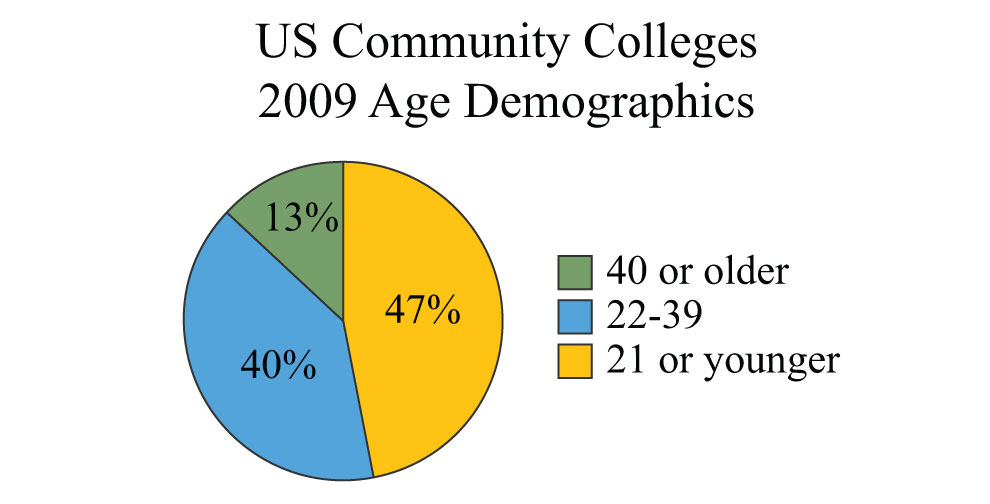 US Community Colleges
2009 Age Demographics
13%
47%
40%
40 or older
22-39
21 or younger